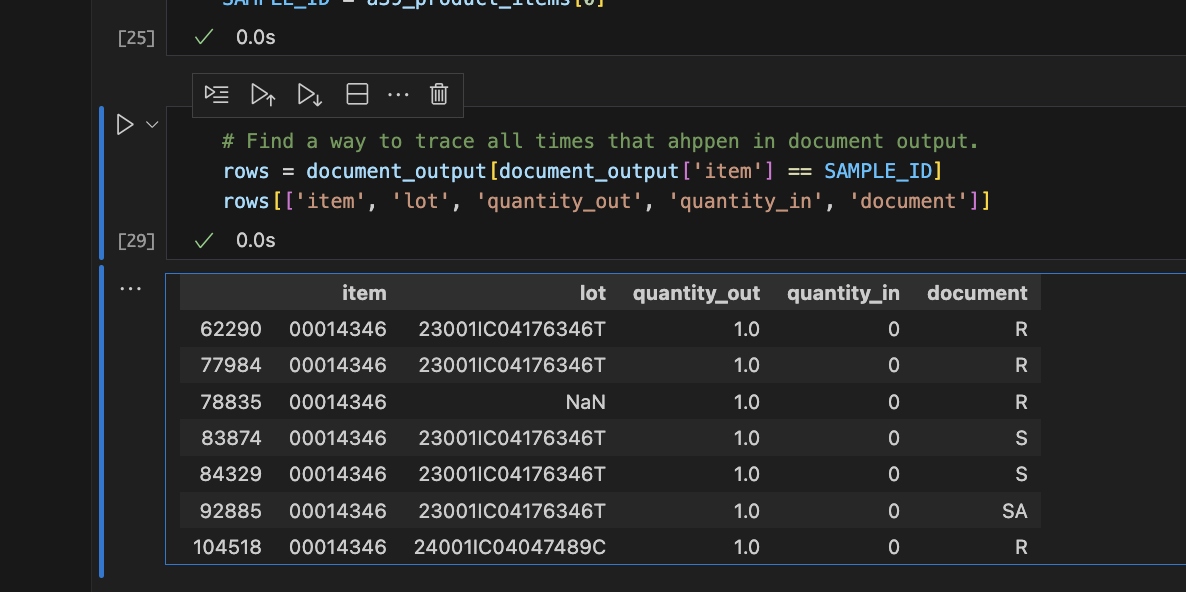 SAMPLE_ID = a39_product_items[0]
[25] 0.0s
# Find a way to trace all times that ahppen in document output.
rows = document_output[document_output['item'] == SAMPLE_ID]
rows[['item', 'lot', 'quantity_out', 'quantity_in', 'document']]
[29] 0.0s
item lot quantity_out quantity_in document
62290 00014346 23001IC04176346T 1.0 0 R
77984 00014346 23001IC04176346T 1.0 0 R
78835 00014346 NaN 1.0 0 R
83874 00014346 23001IC04176346T 1.0 0 S
84329 00014346 23001IC04176346T 1.0 0 S
92885 00014346 23001IC04176346T 1.0 0 SA
104518 00014346 24001IC04047489C 1.0 0 R